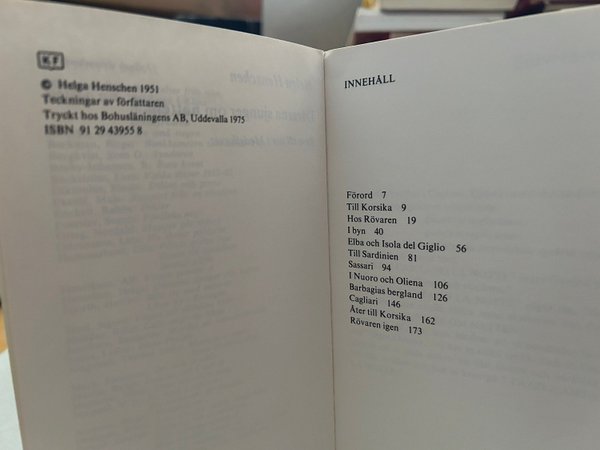 KF
© Helga Henschen 1951
Teckningar av författaren
Tryckt hos Bohusläningens AB, Uddevalla 1975
ISBN 91 29 43955 8
INNEHÅLL
Förord 7
Till Korsika 9
Hos Rövaren 19
I byn 40
Elba och Isola del Giglio 56
Till Sardinien 81
Sassari 94
I Nuoro och Oliena 106
Barbagias bergland 126
Cagliari 146
Åter till Korsika 162
Rövaren igen 173